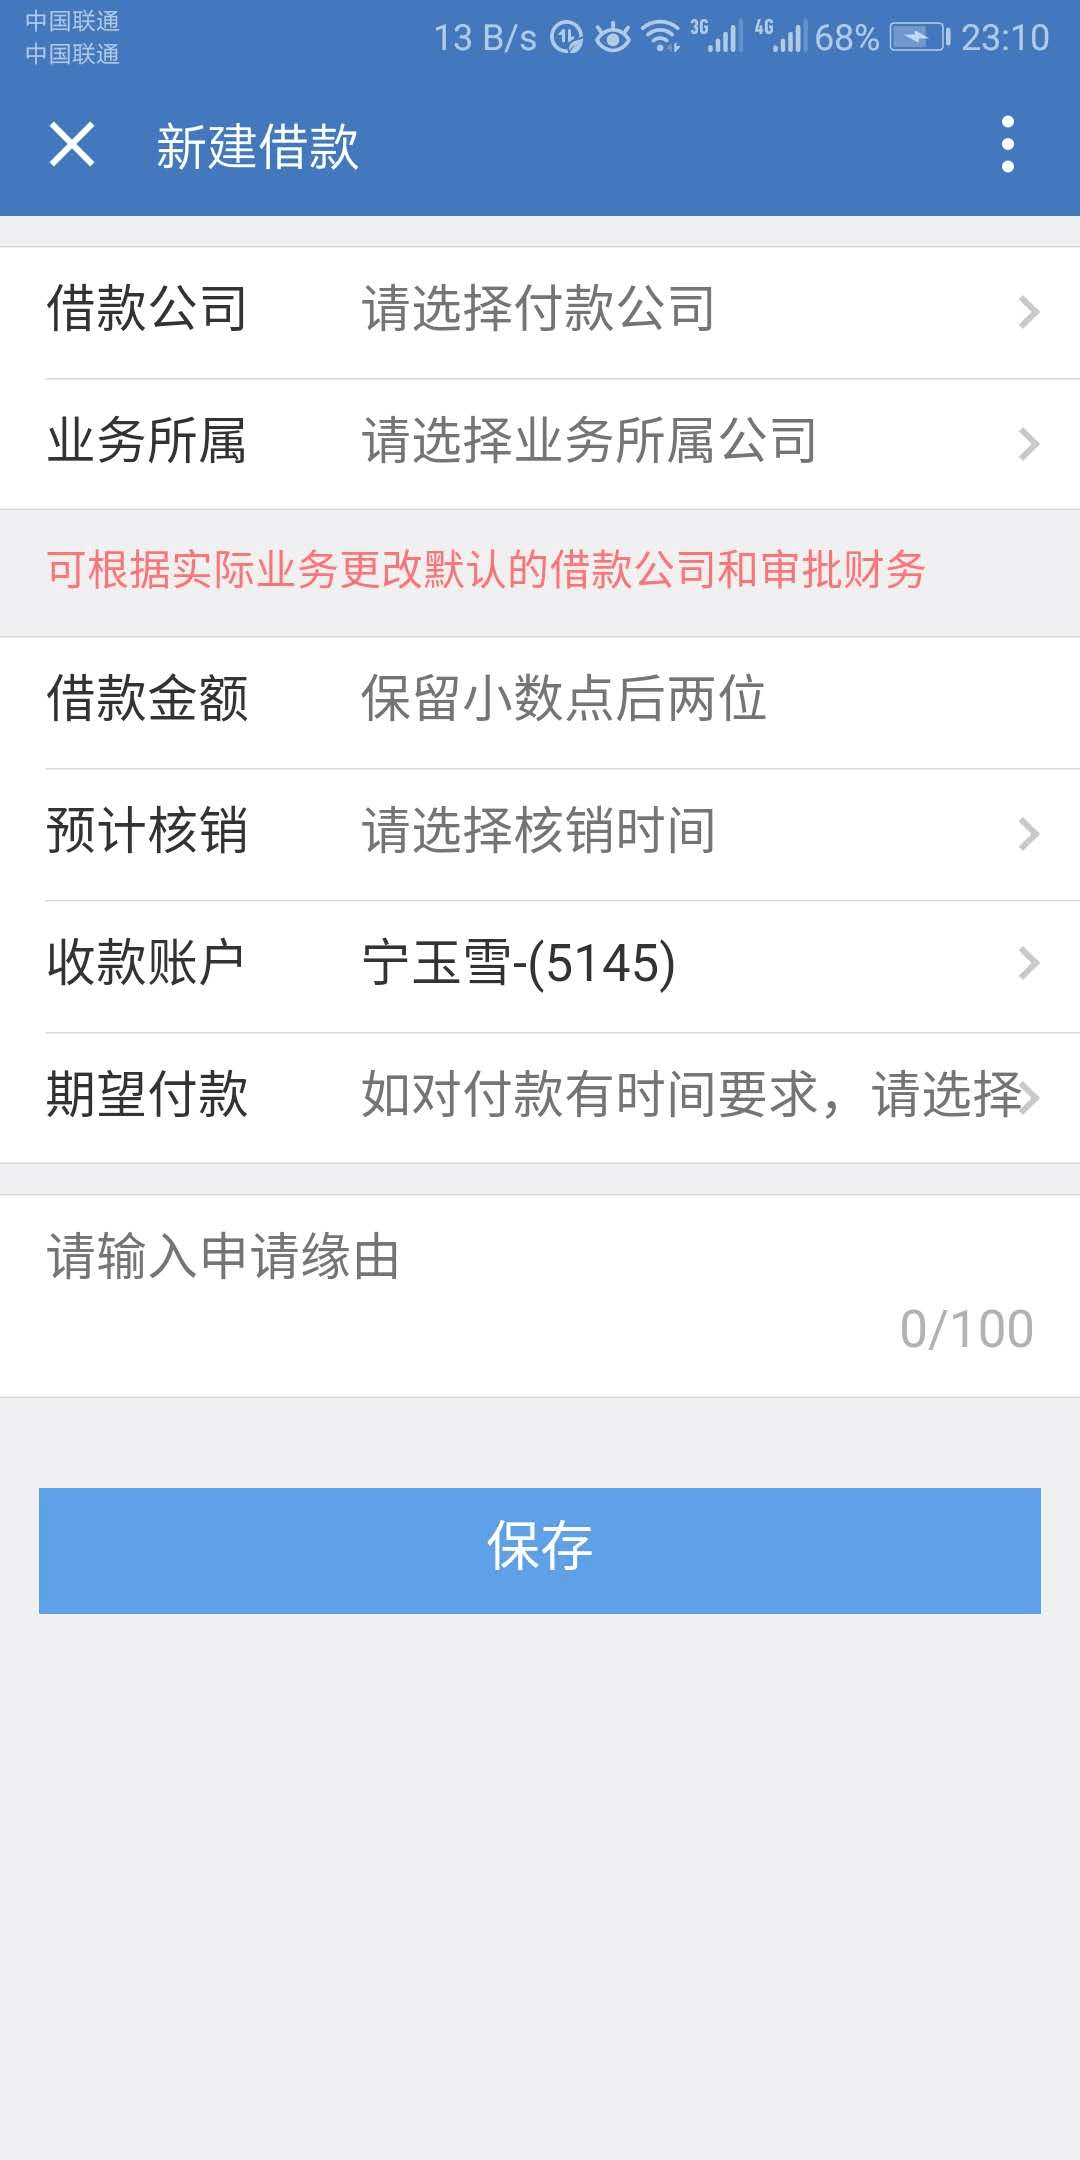 中国联通
中国联通
13 B/s 3G 4G 68% 23:10
新建借款
借款公司 请选择付款公司
业务所属 请选择业务所属公司
可根据实际业务更改默认的借款公司和审批财务
借款金额 保留小数点后两位
预计核销 请选择核销时间
收款账户 宁玉雪-(5145)
期望付款 如对付款有时间要求，请选择
请输入申请缘由
0/100
保存